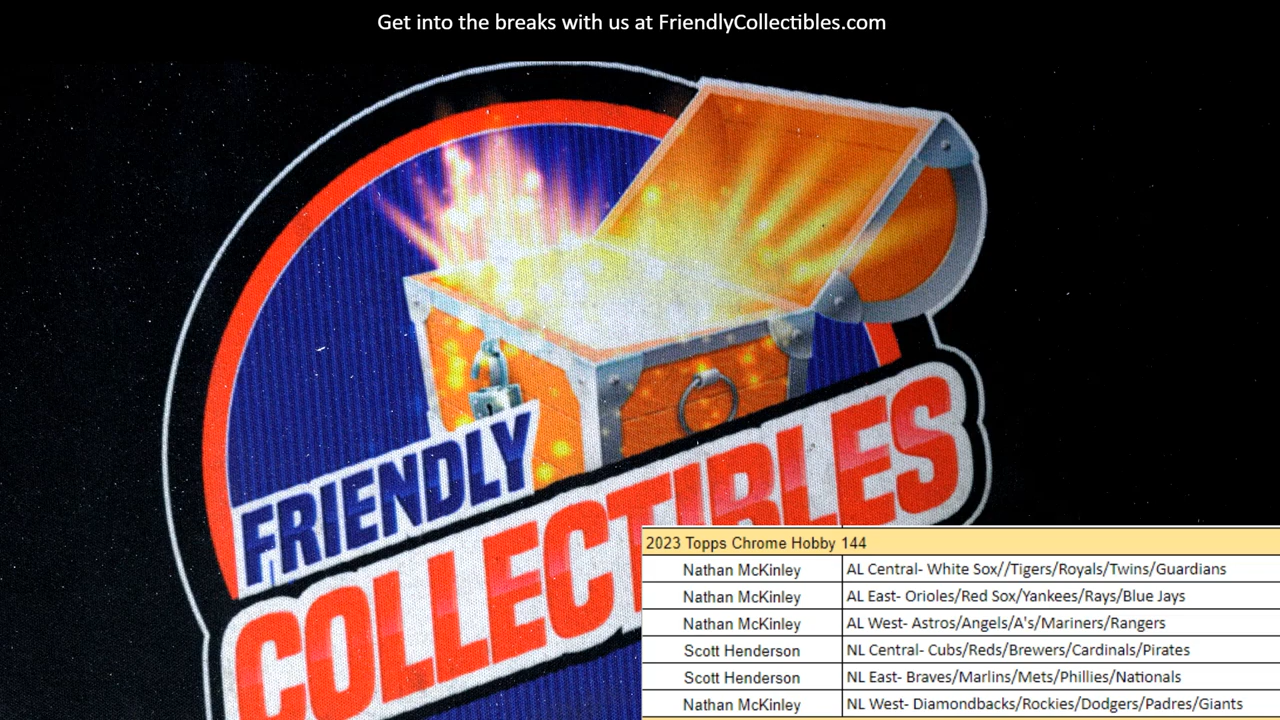 Get into the breaks with us at FriendlyCollectibles.com
FRIENDLY
COLLECTIBLES
2023 Topps Chrome Hobby 144
Nathan McKinley AL Central- White Sox//Tigers/Royals/Twins/Guardians
Nathan McKinley AL East- Orioles/Red Sox/Yankees/Rays/Blue Jays
Nathan McKinley AL West- Astros/Angels/A's/Mariners/Rangers
Scott Henderson NL Central- Cubs/Reds/Brewers/Cardinals/Pirates
Scott Henderson NL East- Braves/Marlins/Mets/Phillies/Nationals
Nathan McKinley NL West- Diamondbacks/Rockies/Dodgers/Padres/Giants